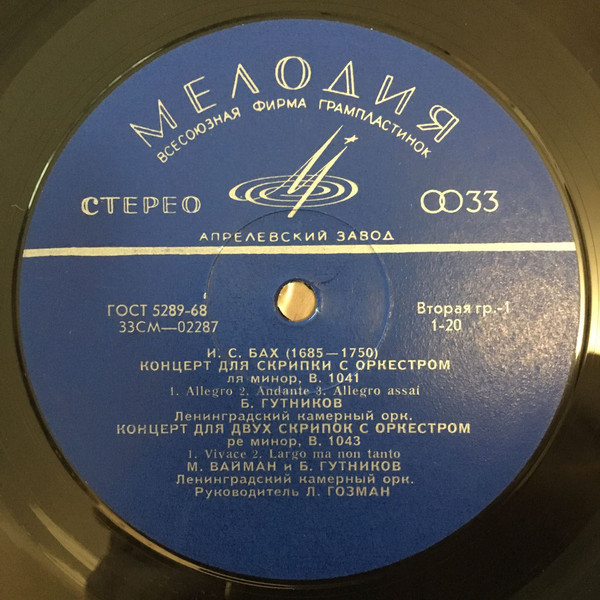 МЕЛОДИЯ
ВСЕСОЮЗНАЯ ФИРМА ГРАМПЛАСТИНОК
СТЕРЕО
33
АПРЕЛЕВСКИЙ ЗАВОД
ГОСТ 5289-68
Вторая гр.-1
33СМ—02287
1-20
И. С. БАХ (1685—1750)
КОНЦЕРТ ДЛЯ СКРИПКИ С ОРКЕСТРОМ
ля минор, В. 1041
1. Allegro 2. Andante 3. Allegro assai
Б. ГУТНИКОВ
Ленинградский камерный орк.
КОНЦЕРТ ДЛЯ ДВУХ СКРИПОК С ОРКЕСТРОМ
ре минор, В. 1043
1. Vivace 2. Largo ma non tanto
М. ВАЙМАН и Б. ГУТНИКОВ
Ленинградский камерный орк.
Руководитель Л. ГОЗМАН